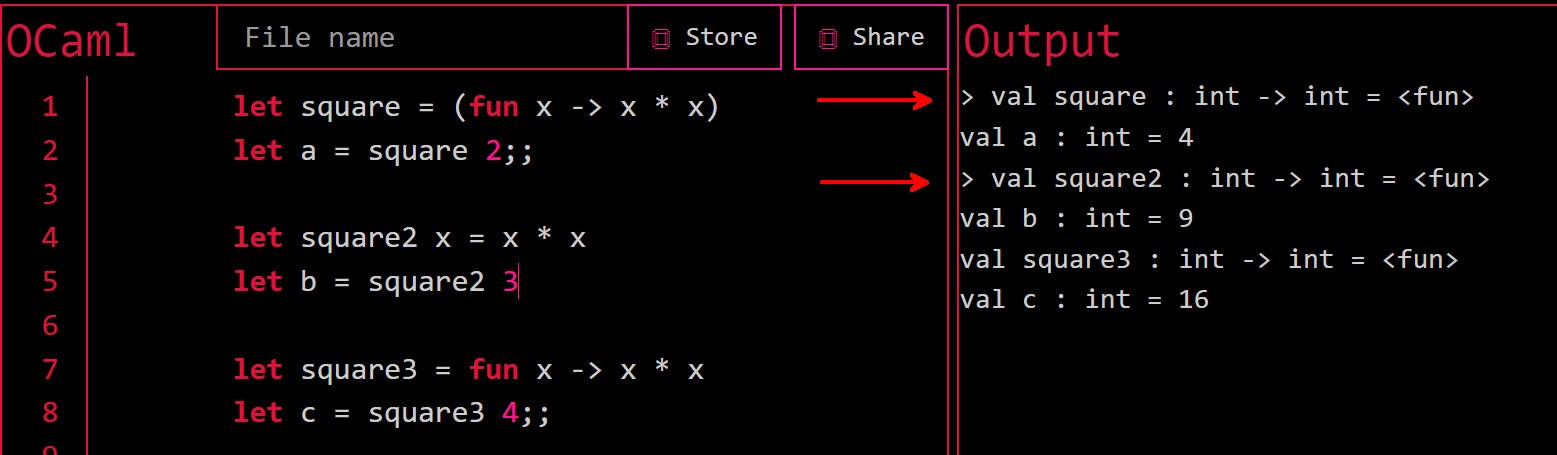 OCaml
File name
Store
Share
Output
1 let square = (fun x -> x * x)
2 let a = square 2;;
3
4 let square2 x = x * x
5 let b = square2 3
6
7 let square3 = fun x -> x * x
8 let c = square3 4;;
9
> val square : int -> int = <fun>
val a : int = 4
> val square2 : int -> int = <fun>
val b : int = 9
val square3 : int -> int = <fun>
val c : int = 16